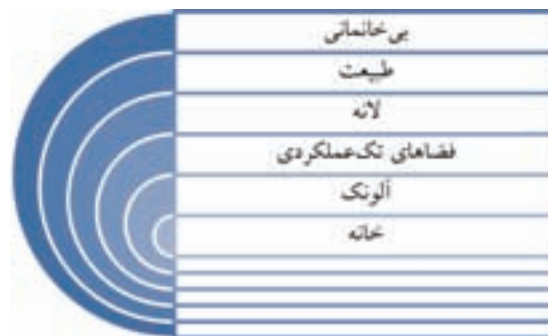 بی‌خانمانی
طبیعت
لانه
فضاهای تک‌عملکردی
آلونک
خانه